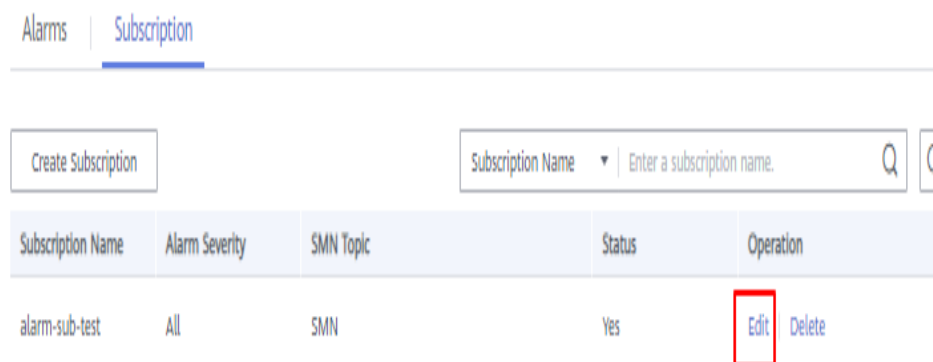 Alarms Subscription
Create Subscription Subscription Name Enter a subscription name.
Subscription Name Alarm Severity SMN Topic Status Operation
alarm-sub-test All SMN Yes Edit Delete